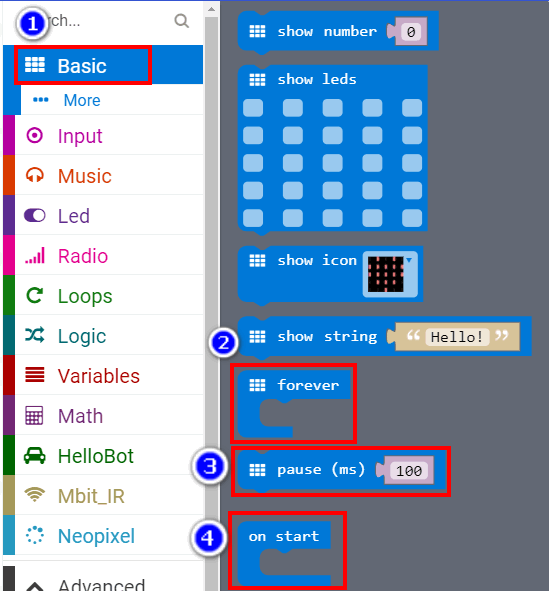 1
rch...
Basic
More
Input
Music
Led
Radio
Loops
Logic
Variables
Math
HelloBot
Mbit_IR
Neopixel
Advanced
show number 0
show leds
show icon
2
show string “ Hello! ”
forever
3
pause (ms) 100
4
on start